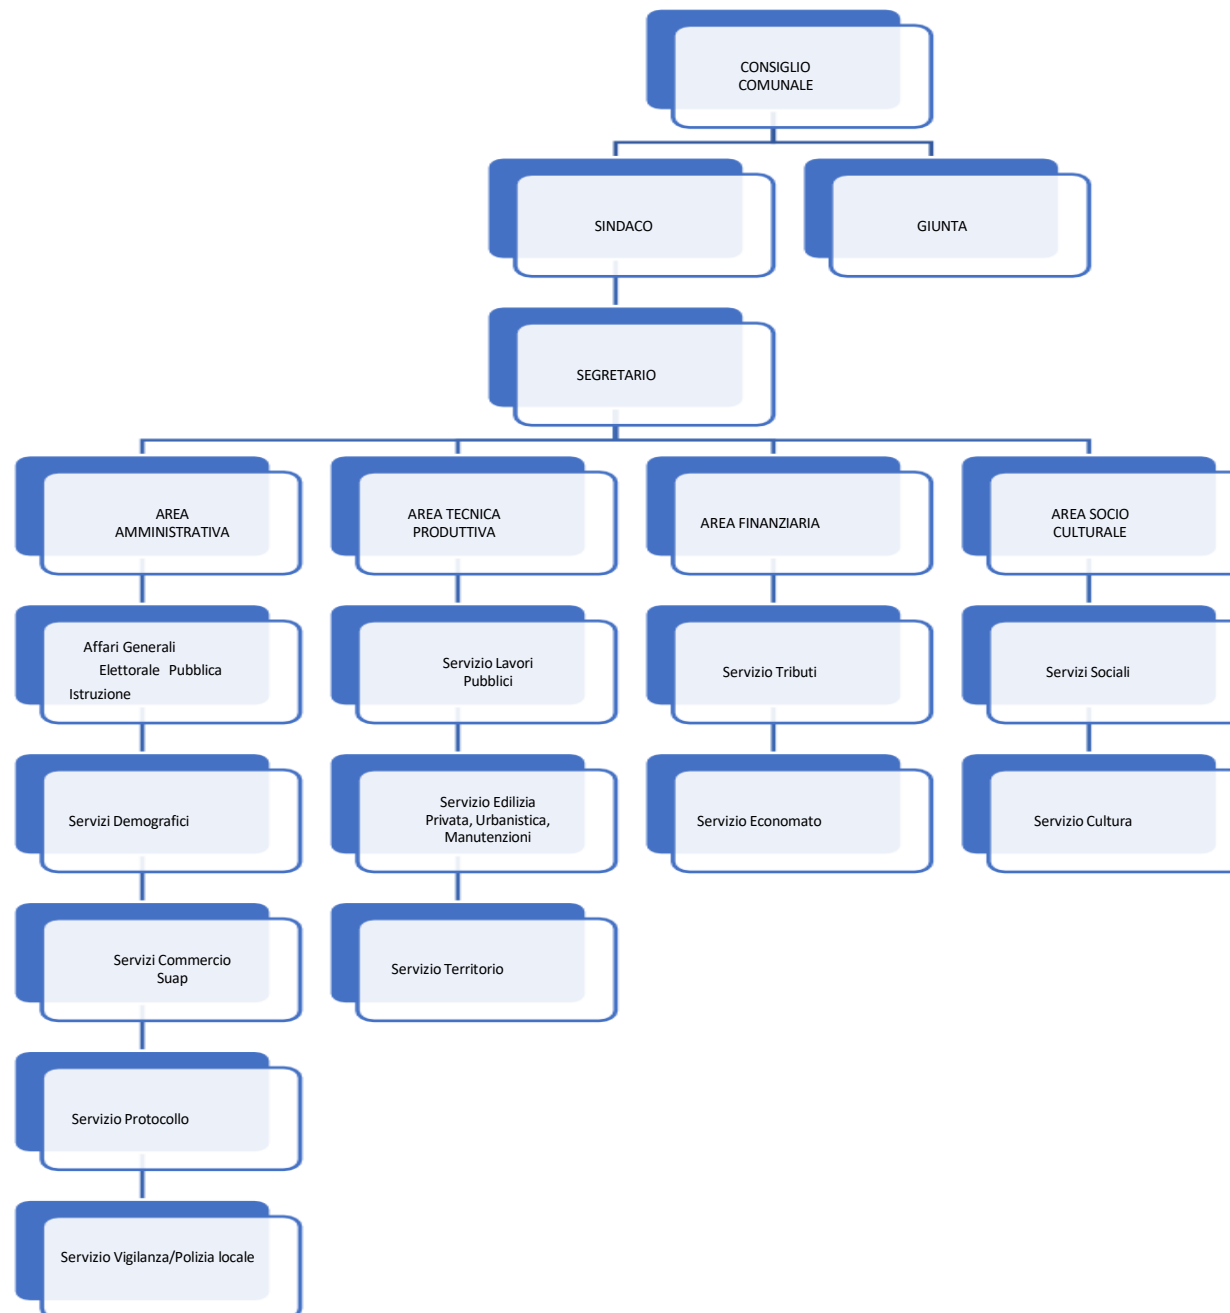 CONSIGLIO
COMUNALE
SINDACO
GIUNTA
SEGRETARIO
AREA
AMMINISTRATIVA
AREA TECNICA
PRODUTTIVA
AREA FINANZIARIA
AREA SOCIO
CULTURALE
Affari Generali
Elettorale Pubblica
Istruzione
Servizio Lavori
Pubblici
Servizio Tributi
Servizi Sociali
Servizi Demografici
Servizio Edilizia
Privata, Urbanistica,
Manutenzioni
Servizio Economato
Servizio Cultura
Servizi Commercio
Suap
Servizio Territorio
Servizio Protocollo
Servizio Vigilanza/Polizia locale